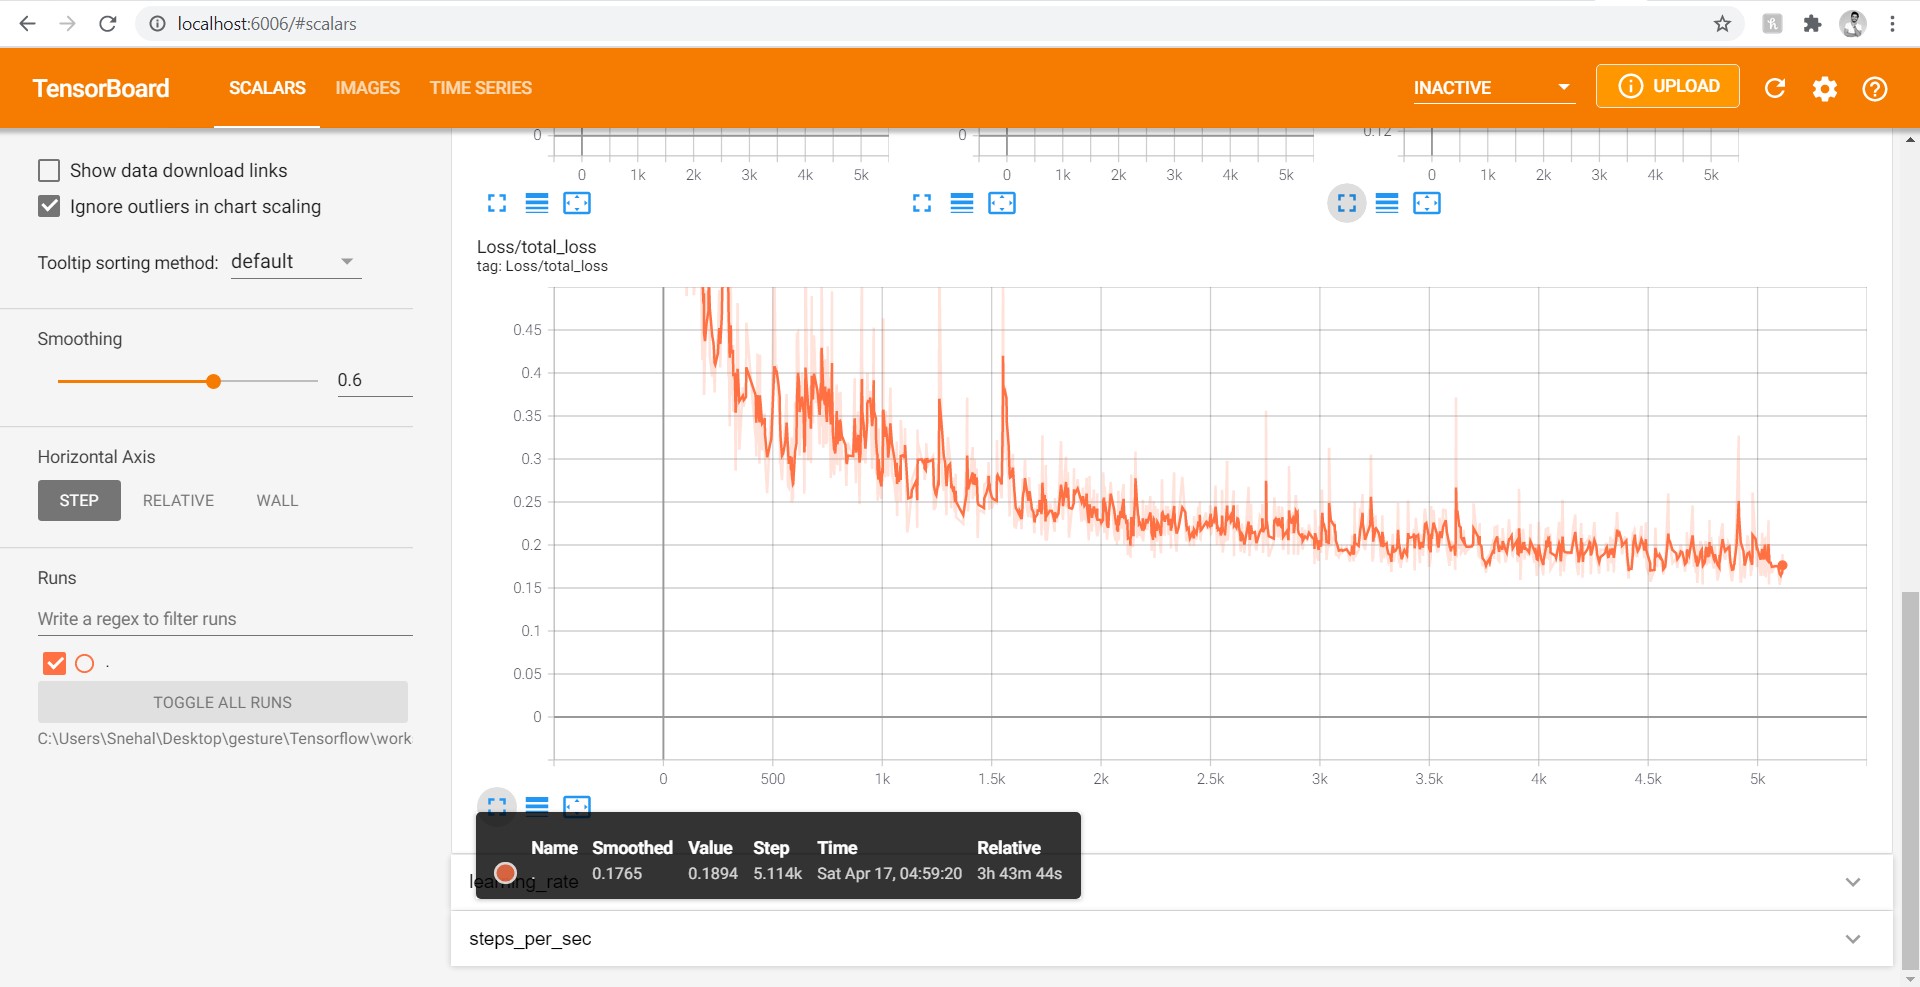 localhost:6006/#scalars
TensorBoard SCALARS IMAGES TIME SERIES INACTIVE UPLOAD
Show data download links
Ignore outliers in chart scaling
Tooltip sorting method: default
Smoothing
0.6
Horizontal Axis
STEP RELATIVE WALL
Runs
Write a regex to filter runs
.
TOGGLE ALL RUNS
C:\Users\Snehal\Desktop\gesture\Tensorflow\work
0 0 0.12
0 1k 2k 3k 4k 5k 0 1k 2k 3k 4k 5k 0 1k 2k 3k 4k 5k
Loss/total_loss
tag: Loss/total_loss
0.45
0.4
0.35
0.3
0.25
0.2
0.15
0.1
0.05
0
0 500 1k 1.5k 2k 2.5k 3k 3.5k 4k 4.5k 5k
Name Smoothed Value Step Time Relative
. 0.1765 0.1894 5.114k Sat Apr 17, 04:59:20 3h 43m 44s
learning_rate
steps_per_sec